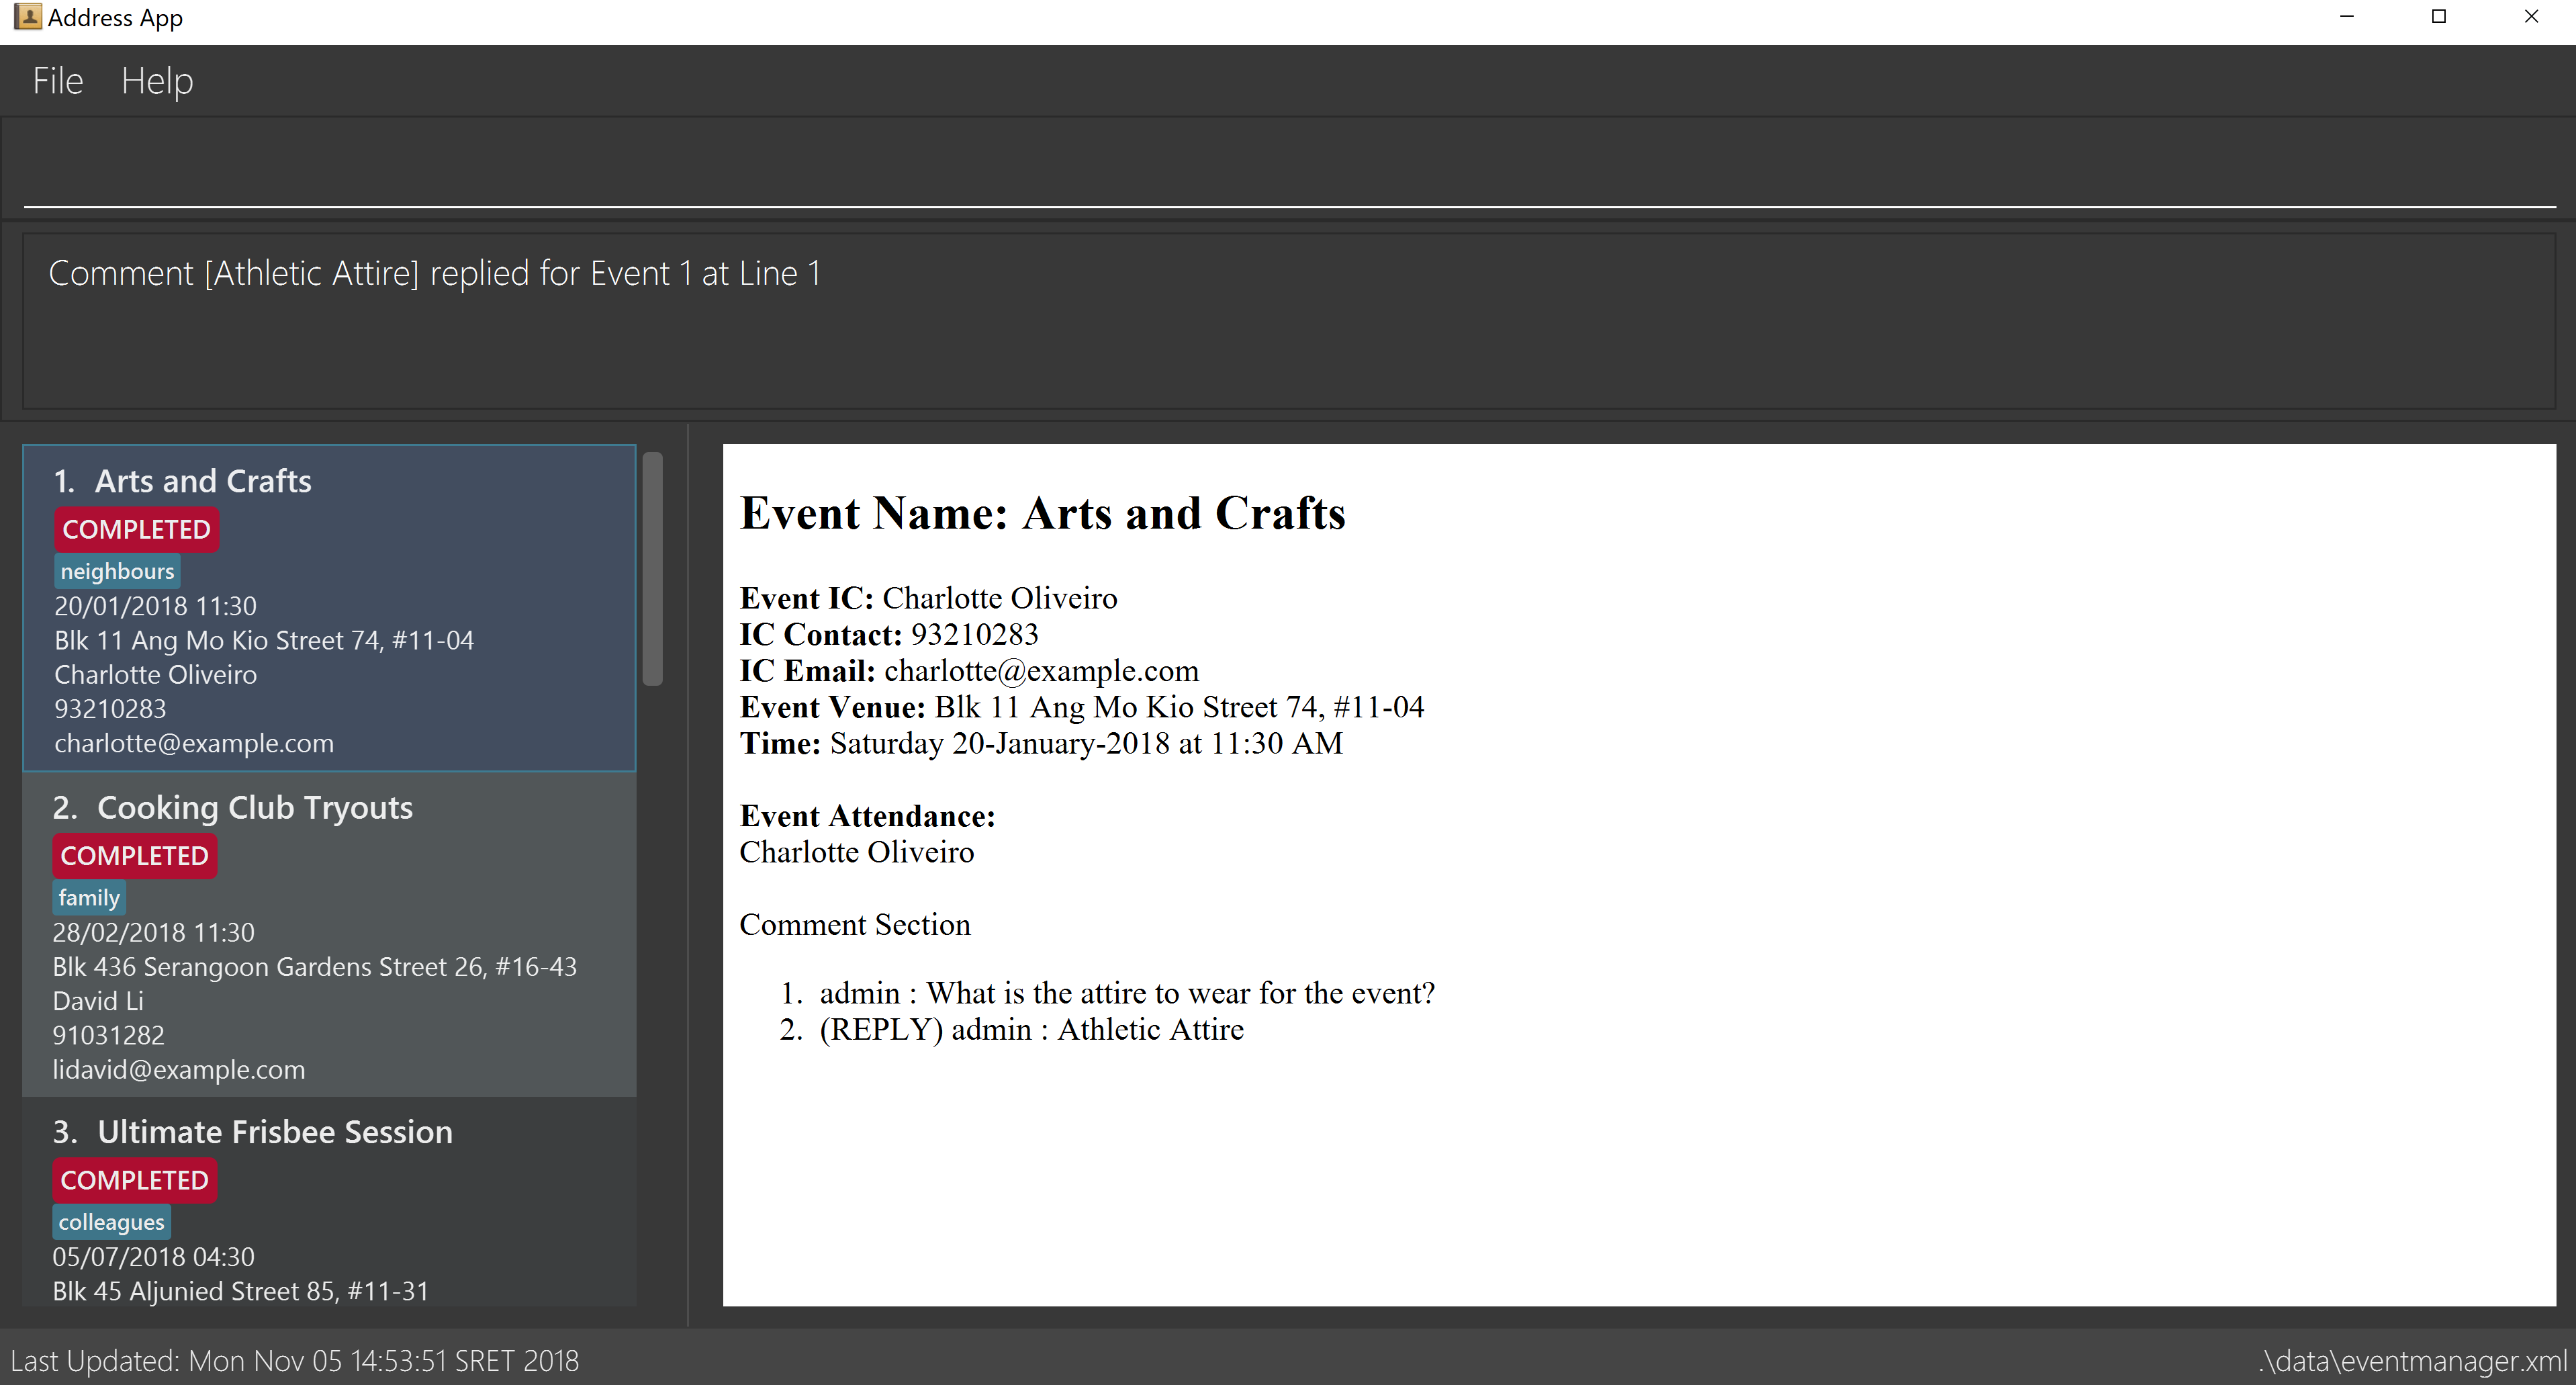 Address App
File Help
Comment [Athletic Attire] replied for Event 1 at Line 1
1. Arts and Crafts
COMPLETED
neighbours
20/01/2018 11:30
Blk 11 Ang Mo Kio Street 74, #11-04
Charlotte Oliveiro
93210283
charlotte@example.com
2. Cooking Club Tryouts
COMPLETED
family
28/02/2018 11:30
Blk 436 Serangoon Gardens Street 26, #16-43
David Li
91031282
lidavid@example.com
3. Ultimate Frisbee Session
COMPLETED
colleagues
05/07/2018 04:30
Blk 45 Aljunied Street 85, #11-31
Event Name: Arts and Crafts
Event IC: Charlotte Oliveiro
IC Contact: 93210283
IC Email: charlotte@example.com
Event Venue: Blk 11 Ang Mo Kio Street 74, #11-04
Time: Saturday 20-January-2018 at 11:30 AM
Event Attendance:
Charlotte Oliveiro
Comment Section
1. admin : What is the attire to wear for the event?
2. (REPLY) admin : Athletic Attire
Last Updated: Mon Nov 05 14:53:51 SRET 2018
.\data\eventmanager.xml